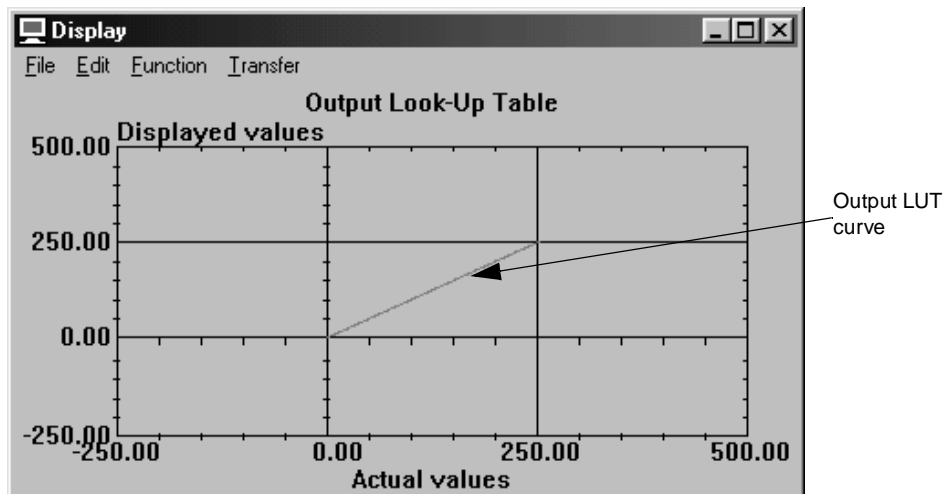 Display
File Edit Function Transfer
Output Look-Up Table
Displayed values
500.00
250.00
0.00
-250.00
-250.00 0.00 250.00 500.00
Actual values
Output LUT
curve